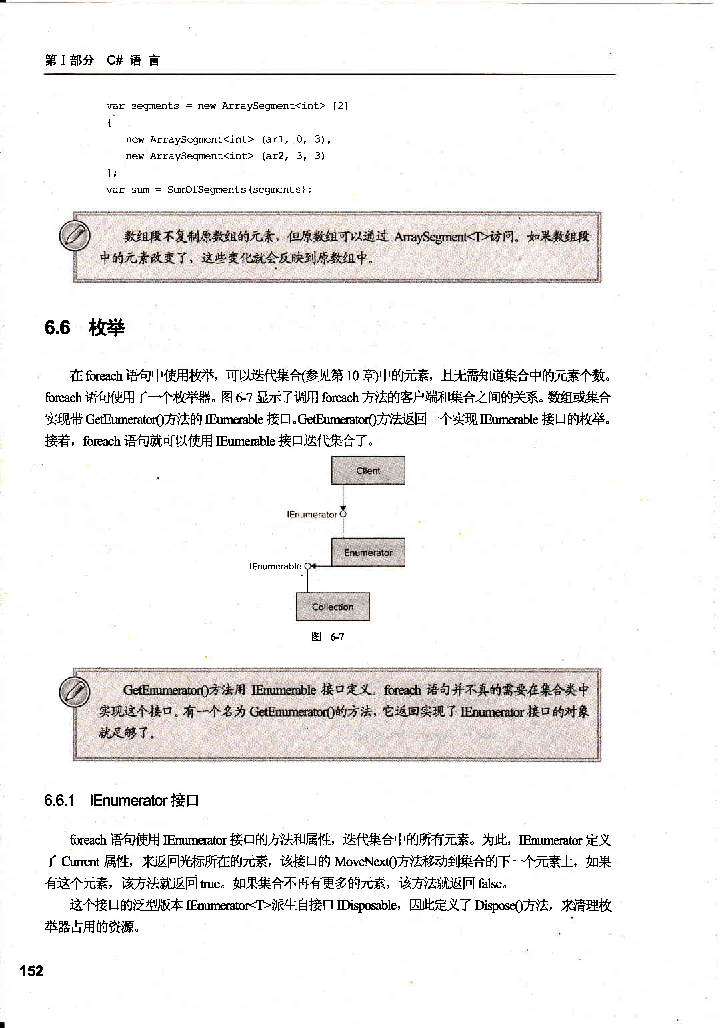 第 I 部分 C# 语 言
var segments = new ArraySegment<int> [2]
{
new ArraySegment<int> (ar1, 0, 3),
new ArraySegment<int> (ar2, 3, 3)
};
var sum = SumOfSegments(segments);
数组段不复制原数组的元素，但原数组可以通过 ArraySegment<T>访问。如果数组段
中的元素改变了，这些变化就会反映到原数组中。
6.6 枚举
在 foreach 语句中使用枚举，可以迭代集合(参见第 10 章)中的元素，且无需知道集合中的元素个数。
foreach 语句使用了一个枚举器。图 6-7 显示了调用 foreach 方法的客户端和集合之间的关系。数组或集合
实现带 GetEumerator()方法的 IEumerable 接口。GetEumerator()方法返回一个实现 IEumerable 接口的枚举。
接着，foreach 语句就可以使用 IEumerable 接口迭代集合了。
Client
IEnumerator
Enumerator
IEnumerable
Collection
图 6-7
GetEnumerator()方法用 IEnumerable 接口定义。foreach 语句并不真的需要在集合类中
实现这个接口。有一个名为 GetEnumerator()的方法，它返回实现了 IEnumerator 接口的对象
就足够了。
6.6.1 IEnumerator 接口
foreach 语句使用 IEnumerator 接口的方法和属性，迭代集合中的所有元素。为此，IEnumerator 定义
了 Current 属性，来返回光标所在的元素，该接口的 MoveNext()方法移动到集合的下一个元素上，如果
有这个元素，该方法就返回 true。如果集合不再有更多的元素，该方法就返回 false。
这个接口的泛型版本 IEnumerator<T>派生自接口 IDisposable，因此定义了 Dispose()方法，来清理枚
举器占用的资源。
152